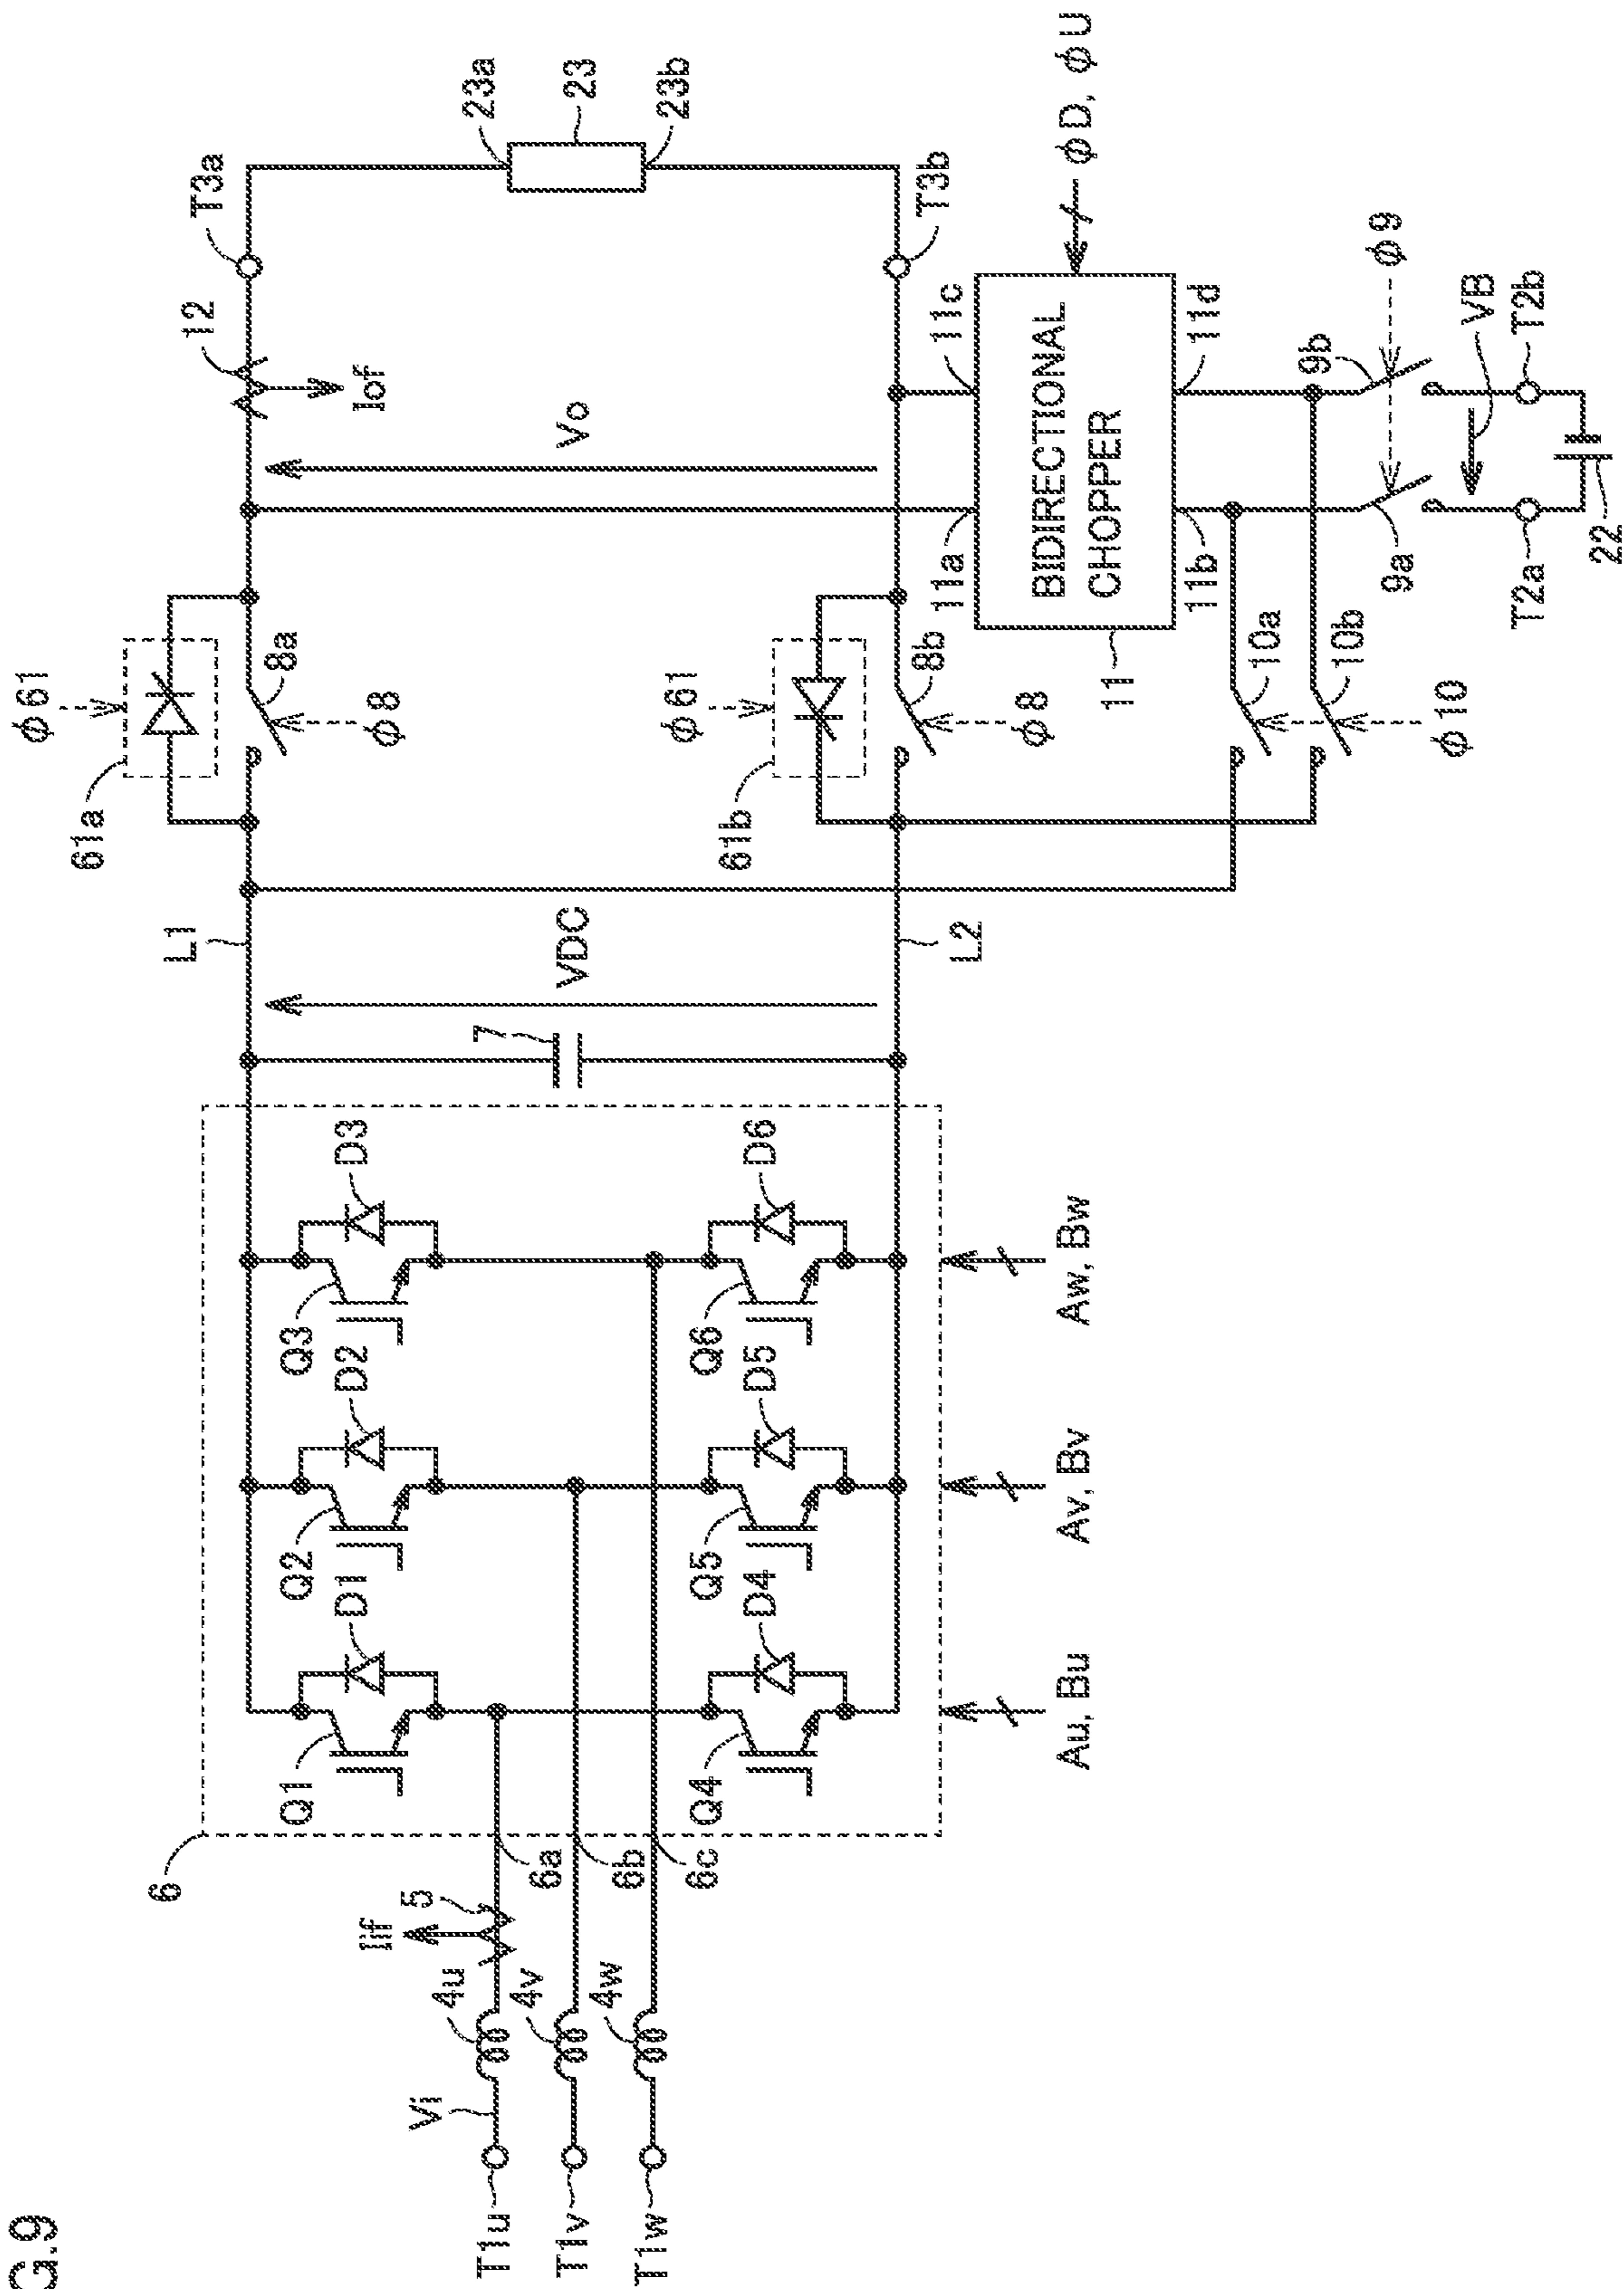 G.9
T1u
T1v
T1w
Vi
4u
4v
4w
Iif
5
6
6a
6b
6c
Q1
D1
Q2
D2
Q3
D3
Q4
D4
Q5
D5
Q6
D6
Au, Bu
Av, Bv
Aw, Bw
7
VDC
L1
L2
61a
φ61
8a
φ8
61b
φ61
8b
φ8
10a
10b
φ10
Vo
12
Iof
T3a
23a
23
23b
T3b
11a
11c
BIDIRECTIONAL
CHOPPER
11
11b
11d
φD, φU
9a
9b
φ9
VB
T2a
T2b
22